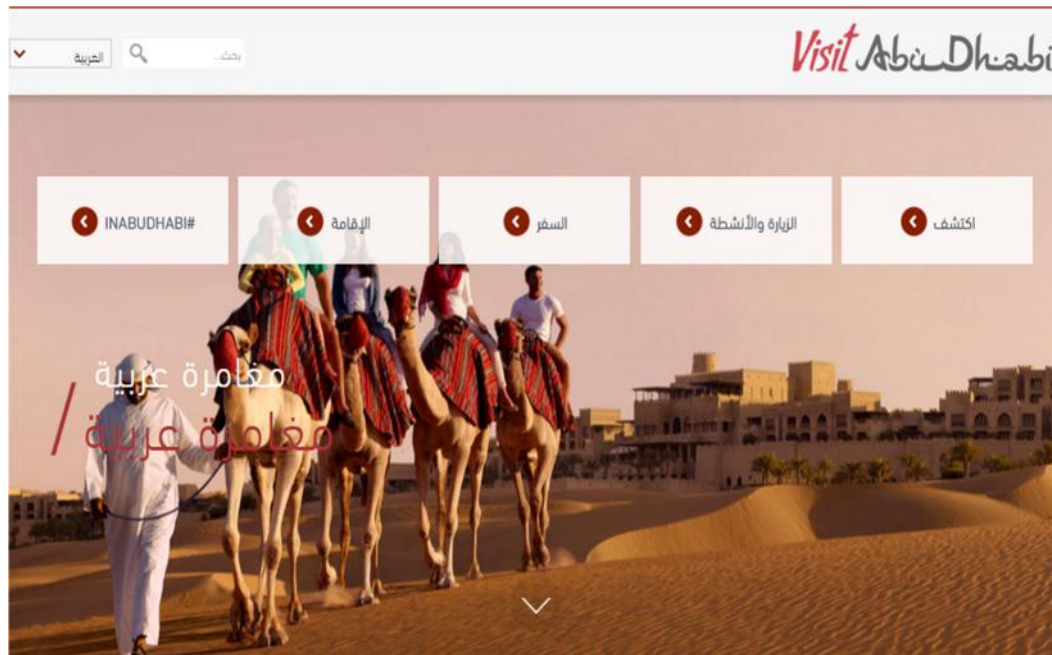 Visit Abu Dhabi
بحث...
العربية
اكتشف
الزيارة والأنشطة
السفر
الإقامة
INABUDHABI#
مغامرة عربية
مغامرة عربية /